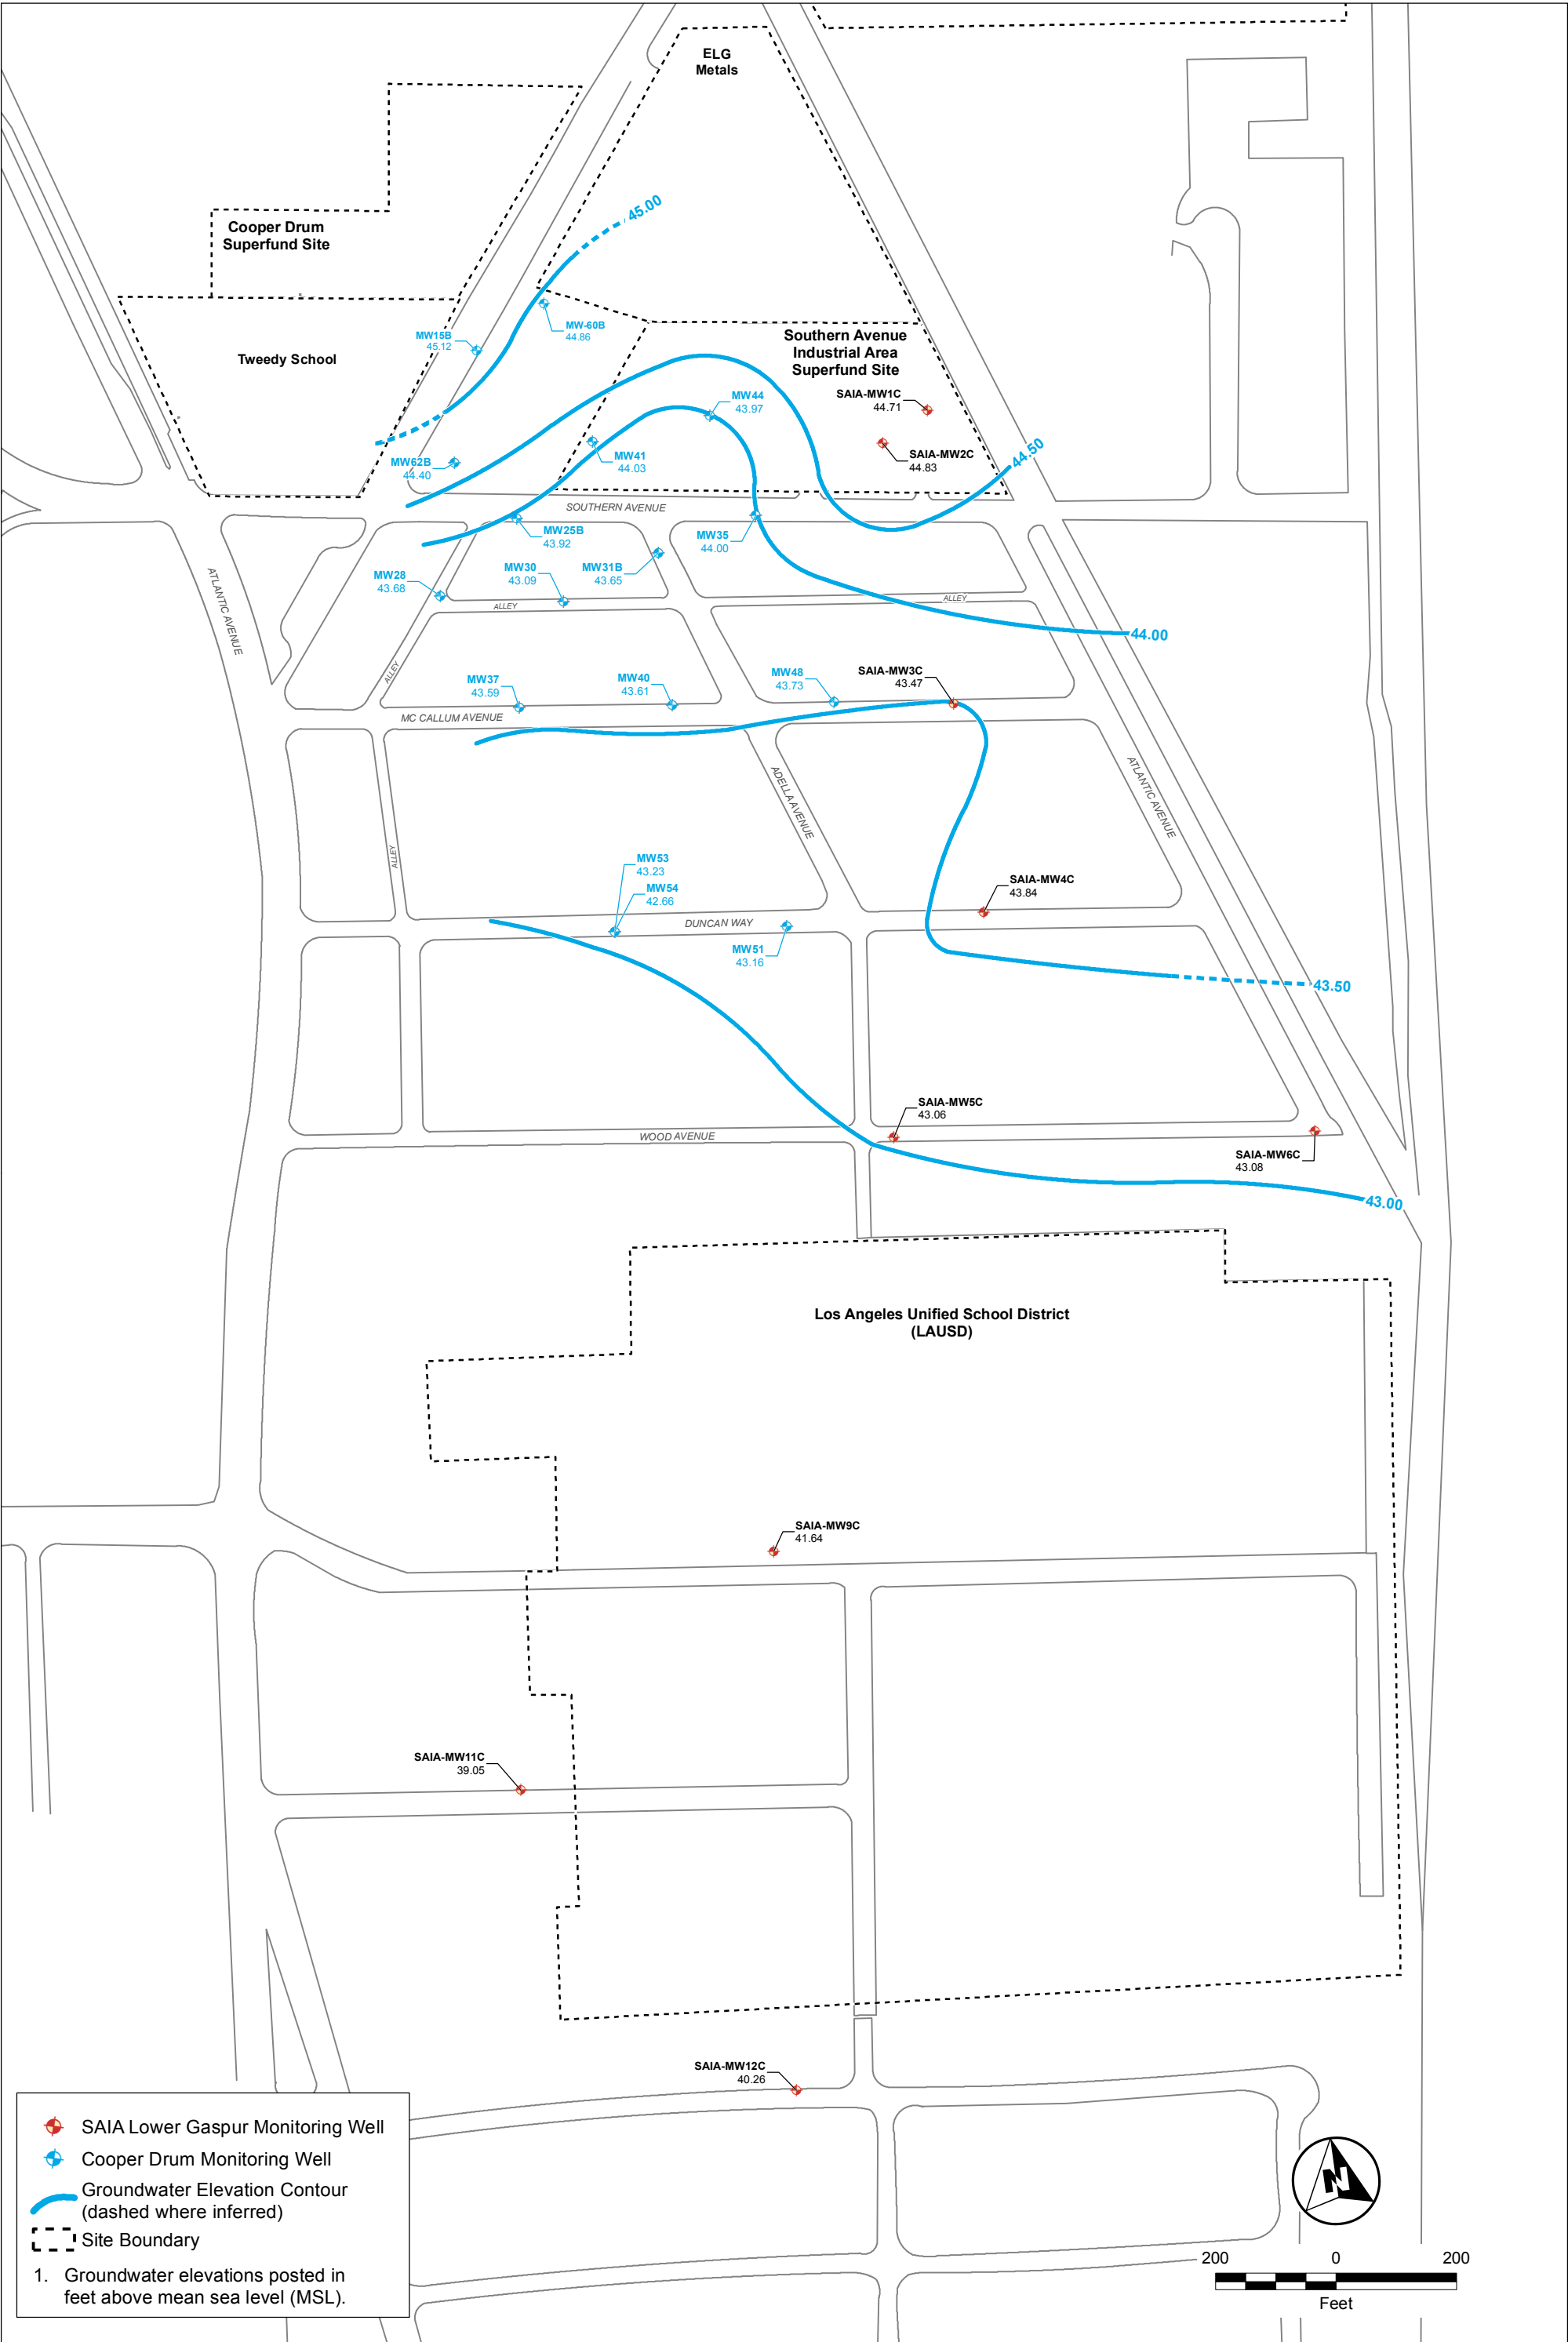 ELG
Metals
45.00
Cooper Drum
Superfund Site
MW-60B
44.86
MW15B
45.12
Tweedy School
Southern Avenue
Industrial Area
Superfund Site
MW44
43.97
SAIA-MW1C
44.71
MW41
44.03
MW62B
44.40
SAIA-MW2C
44.83
44.50
SOUTHERN AVENUE
MW25B
43.92
MW35
44.00
MW28
43.68
MW30
43.09
MW31B
43.65
ALLEY
ALLEY
ATLANTIC AVENUE
44.00
ALLEY
MW37
43.59
MW40
43.61
MW48
43.73
SAIA-MW3C
43.47
MC CALLUM AVENUE
ADELLA AVENUE
ATLANTIC AVENUE
ALLEY
MW53
43.23
MW54
42.66
SAIA-MW4C
43.84
DUNCAN WAY
MW51
43.16
43.50
SAIA-MW5C
43.06
WOOD AVENUE
SAIA-MW6C
43.08
43.00
Los Angeles Unified School District
(LAUSD)
SAIA-MW9C
41.64
SAIA-MW11C
39.05
SAIA-MW12C
40.26
SAIA Lower Gaspur Monitoring Well
Cooper Drum Monitoring Well
Groundwater Elevation Contour
(dashed where inferred)
Site Boundary
1. Groundwater elevations posted in
feet above mean sea level (MSL).
N
200 0 200
Feet